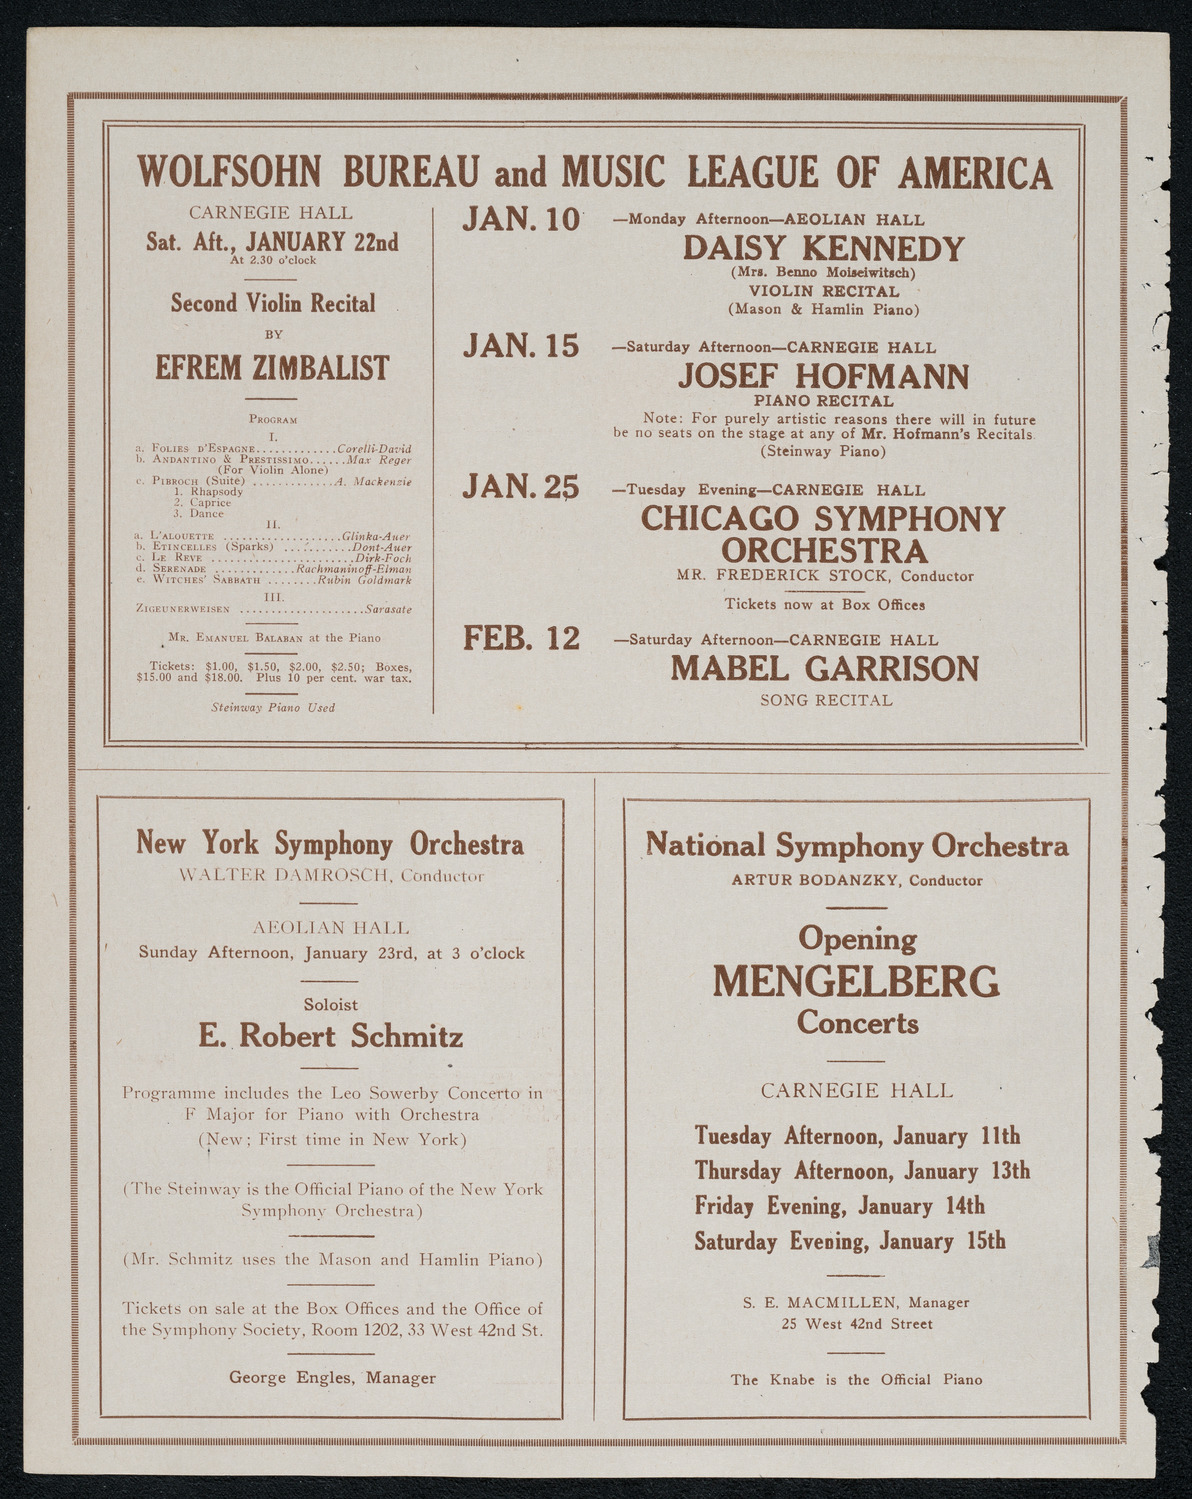 WOLFSOHN BUREAU and MUSIC LEAGUE OF AMERICA
CARNEGIE HALL
Sat. Aft., JANUARY 22nd
At 2.30 o'clock
Second Violin Recital
BY
EFREM ZIMBALIST
PROGRAM
I.
a. FOLIES D'ESPAGNE............Corelli-David
b. ANDANTINO & PRESTISSIMO......Max Reger
(For Violin Alone)
c. PIBROCH (Suite) ............A. Mackenzie
1. Rhapsody
2. Caprice
3. Dance
II.
a. L'ALOUETTE ..................Glinka-Auer
b. ETINCELLES (Sparks) ..........Dont-Auer
c. LE REVE ......................Dirk-Foch
d. SERENADE ............Rachmaninoff-Elman
e. WITCHES' SABBATH ........Rubin Goldmark
III.
ZIGEUNERWEISEN ...................Sarasate
MR. EMANUEL BALABAN at the Piano
Tickets: $1.00, $1.50, $2.00, $2.50; Boxes,
$15.00 and $18.00. Plus 10 per cent. war tax.
Steinway Piano Used
JAN. 10 —Monday Afternoon—AEOLIAN HALL
DAISY KENNEDY
(Mrs. Benno Moiseiwitsch)
VIOLIN RECITAL
(Mason & Hamlin Piano)
JAN. 15 —Saturday Afternoon—CARNEGIE HALL
JOSEF HOFMANN
PIANO RECITAL
Note: For purely artistic reasons there will in future
be no seats on the stage at any of Mr. Hofmann's Recitals.
(Steinway Piano)
JAN. 25 —Tuesday Evening—CARNEGIE HALL
CHICAGO SYMPHONY
ORCHESTRA
MR. FREDERICK STOCK, Conductor
Tickets now at Box Offices
FEB. 12 —Saturday Afternoon—CARNEGIE HALL
MABEL GARRISON
SONG RECITAL
New York Symphony Orchestra
WALTER DAMROSCH, Conductor
AEOLIAN HALL
Sunday Afternoon, January 23rd, at 3 o'clock
Soloist
E. Robert Schmitz
Programme includes the Leo Sowerby Concerto in
F Major for Piano with Orchestra
(New; First time in New York)
(The Steinway is the Official Piano of the New York
Symphony Orchestra)
(Mr. Schmitz uses the Mason and Hamlin Piano)
Tickets on sale at the Box Offices and the Office of
the Symphony Society, Room 1202, 33 West 42nd St.
George Engles, Manager
National Symphony Orchestra
ARTUR BODANZKY, Conductor
Opening
MENGELBERG
Concerts
CARNEGIE HALL
Tuesday Afternoon, January 11th
Thursday Afternoon, January 13th
Friday Evening, January 14th
Saturday Evening, January 15th
S. E. MACMILLEN, Manager
25 West 42nd Street
The Knabe is the Official Piano